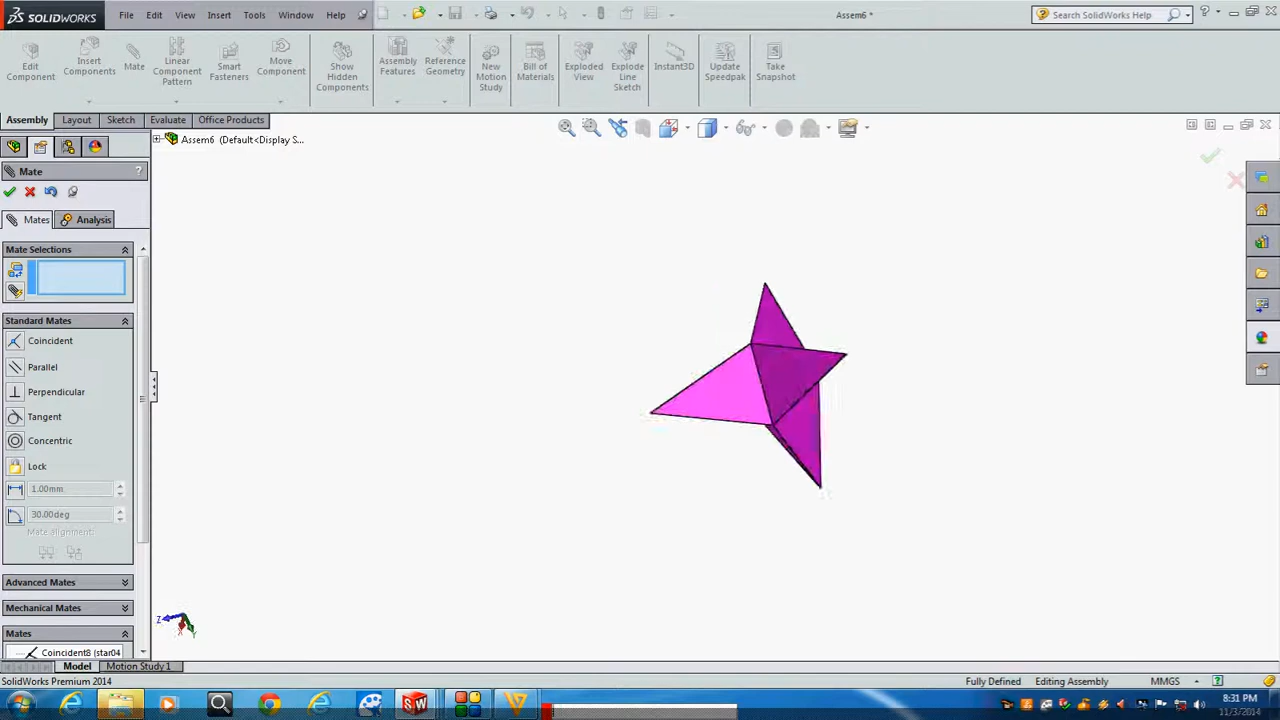 SOLIDWORKS
File Edit View Insert Tools Window Help
Assem6 *
Search SolidWorks Help
Edit Component
Insert Components
Mate
Linear Component Pattern
Smart Fasteners
Move Component
Show Hidden Components
Assembly Features
Reference Geometry
New Motion Study
Bill of Materials
Exploded View
Explode Line Sketch
Instant3D
Update Speedpak
Take Snapshot
Assembly Layout Sketch Evaluate Office Products
Assem6 (Default<Display S...
Mate ?
Mates Analysis
Mate Selections
Standard Mates
Coincident
Parallel
Perpendicular
Tangent
Concentric
Lock
1.00mm
30.00deg
Mate alignment:
Advanced Mates
Mechanical Mates
Mates
Coincident8 (star04
Z X Y
Model Motion Study 1
SolidWorks Premium 2014 Fully Defined Editing Assembly MMGS
8:31 PM
11/3/2014